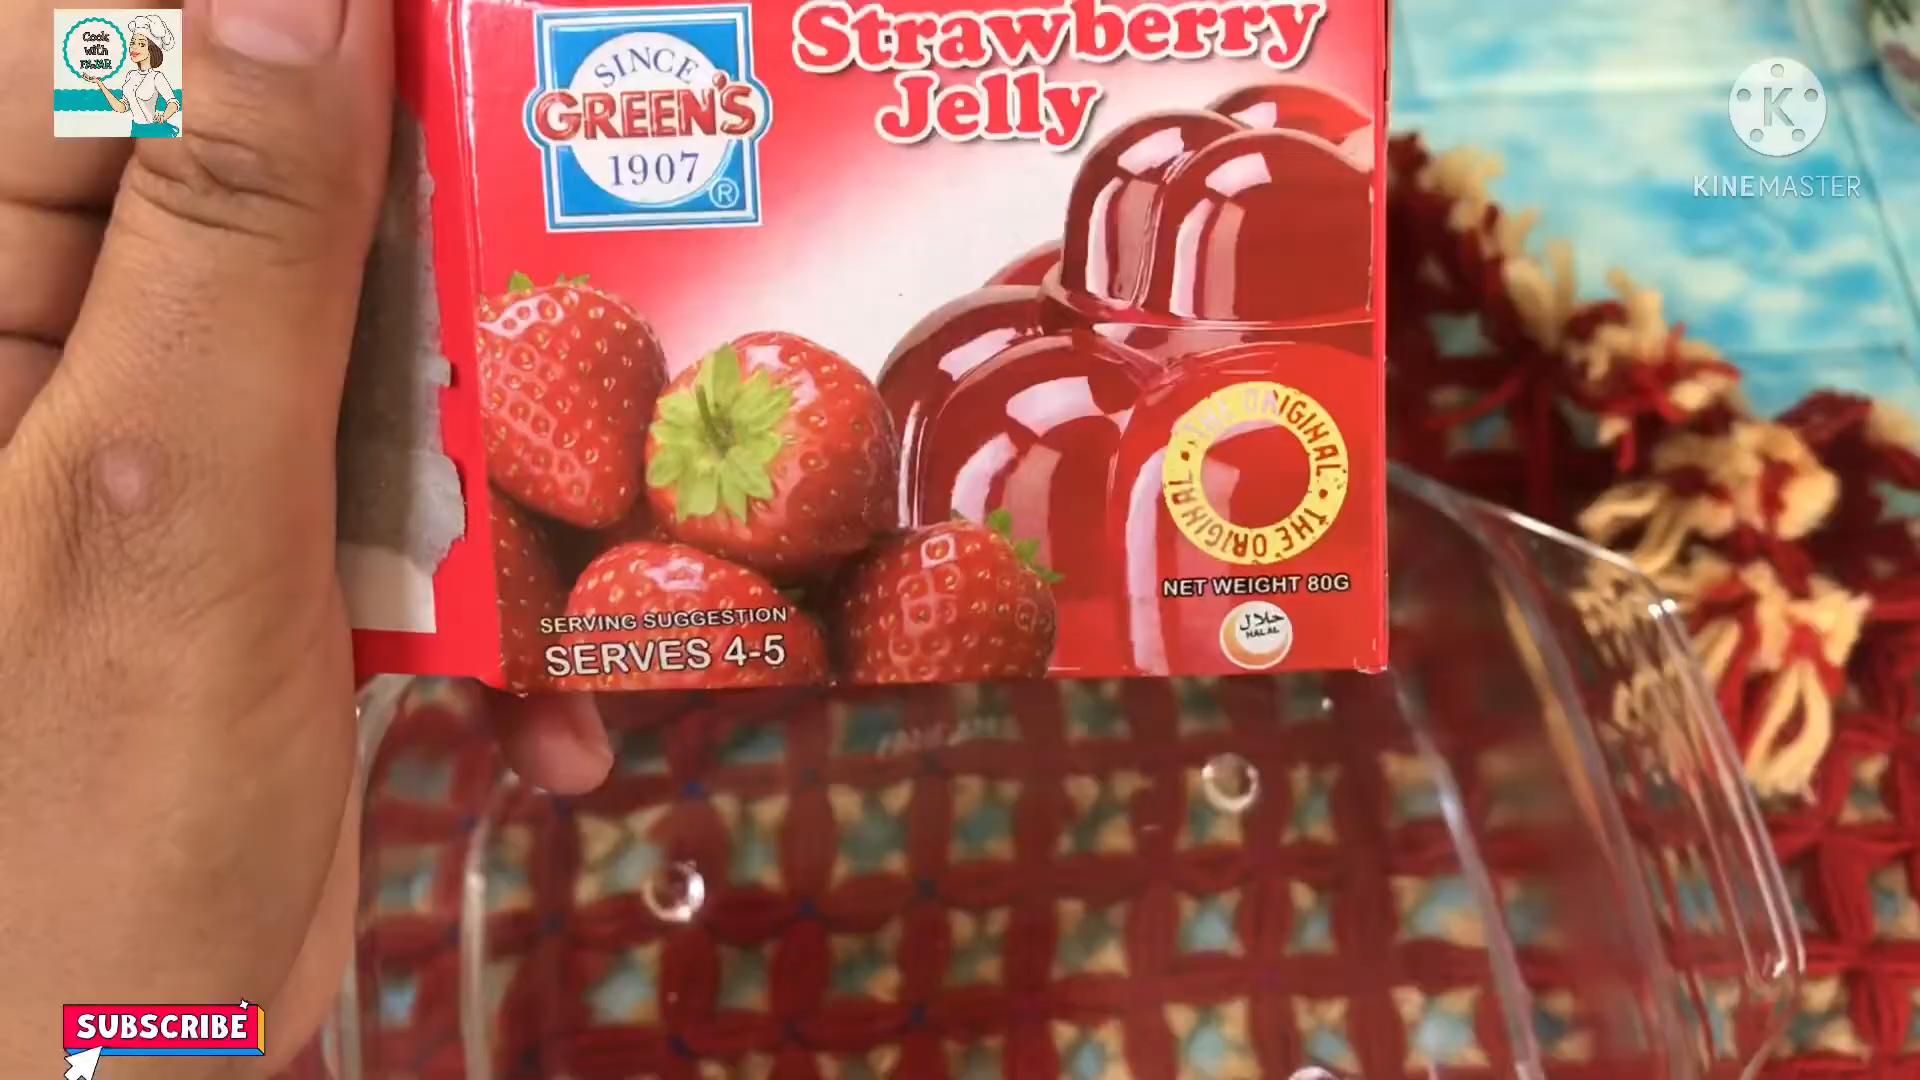 Cook
with
FAJAR
SINCE
GREEN'S
1907
®
Strawberry
Jelly
KINEMASTER
THE ORIGINAL • THE ORIGINAL •
NET WEIGHT 80G
حلال
HALAL
SERVING SUGGESTION
SERVES 4-5
SUBSCRIBE